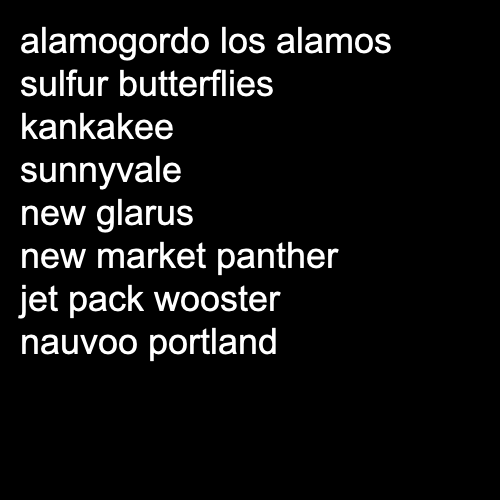 alamogordo los alamos
sulfur butterflies
kankakee
sunnyvale
new glarus
new market panther
jet pack wooster
nauvoo portland